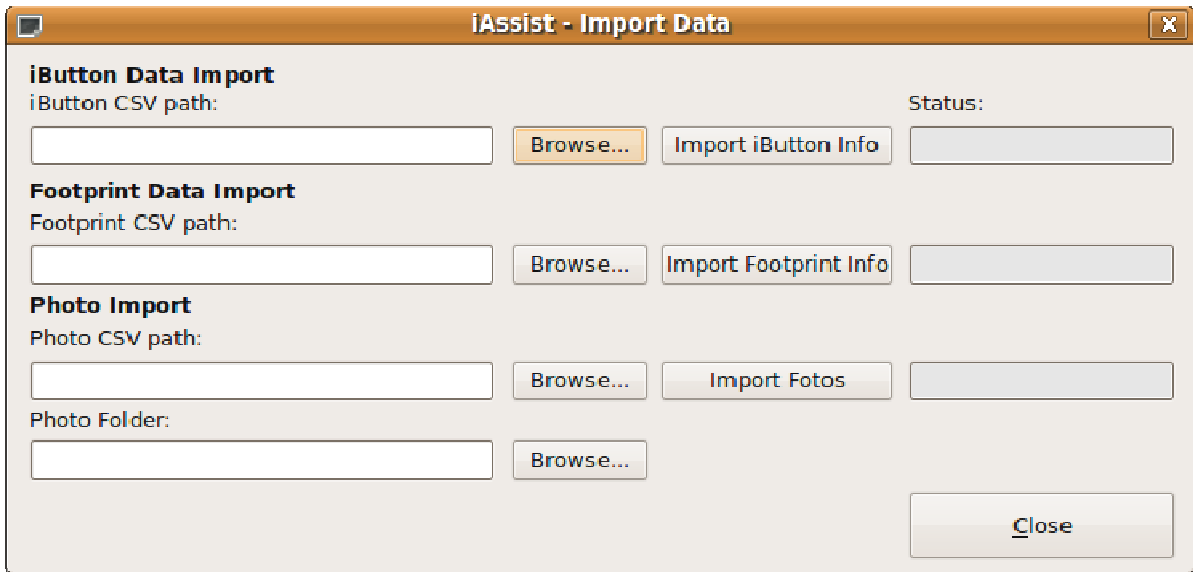 iAssist - Import Data
iButton Data Import
iButton CSV path: Status:
Browse... Import iButton Info
Footprint Data Import
Footprint CSV path:
Browse... Import Footprint Info
Photo Import
Photo CSV path:
Browse... Import Fotos
Photo Folder:
Browse...
Close